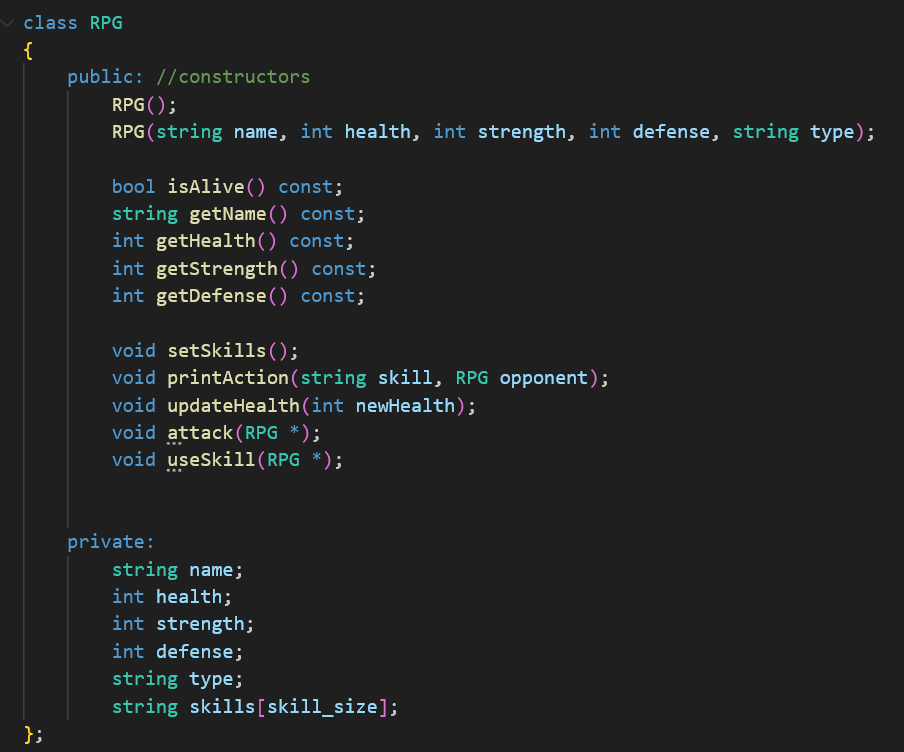 class RPG
{
    public: //constructors
        RPG();
        RPG(string name, int health, int strength, int defense, string type);

        bool isAlive() const;
        string getName() const;
        int getHealth() const;
        int getStrength() const;
        int getDefense() const;

        void setSkills();
        void printAction(string skill, RPG opponent);
        void updateHealth(int newHealth);
        void attack(RPG *);
        void useSkill(RPG *);

    private:
        string name;
        int health;
        int strength;
        int defense;
        string type;
        string skills[skill_size];
};